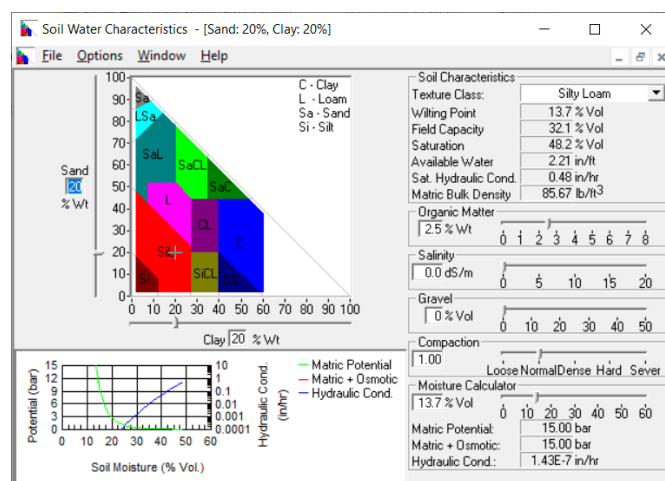 Soil Water Characteristics - [Sand: 20%, Clay: 20%]
File Options Window Help
Sand
20
% Wt
100
90
80
70
60
50
40
30
20
10
0
C - Clay
L - Loam
Sa - Sand
Si - Silt
Sa
LSa
SaL
SaCL
SaC
L
CL
C
SiL
SiCL
SiC
Si
0 10 20 30 40 50 60 70 80 90 100
Clay 20 % Wt
Soil Characteristics
Texture Class: Silty Loam
Wilting Point 13.7 % Vol
Field Capacity 32.1 % Vol
Saturation 48.2 % Vol
Available Water 2.21 in/ft
Sat. Hydraulic Cond. 0.48 in/hr
Matric Bulk Density 85.67 lb/ft3
Organic Matter
2.5 % Wt
0 1 2 3 4 5 6 7 8
Salinity
0.0 dS/m
0 5 10 15 20
Gravel
0 % Vol
0 10 20 30 40 50
Compaction
1.00
Loose Normal Dense Hard Sever
Moisture Calculator
13.7 % Vol
0 10 20 30 40 50 60
Matric Potential: 15.00 bar
Matric + Osmotic: 15.00 bar
Hydraulic Cond.: 1.43E-7 in/hr
Potential (bar)
15
12
9
6
3
0
10
1
0.1
0.01
0.001
0.0001
Hydraulic Cond.
(in/hr)
0 10 20 30 40 50 60
Soil Moisture (% Vol.)
Matric Potential
Matric + Osmotic
Hydraulic Cond.